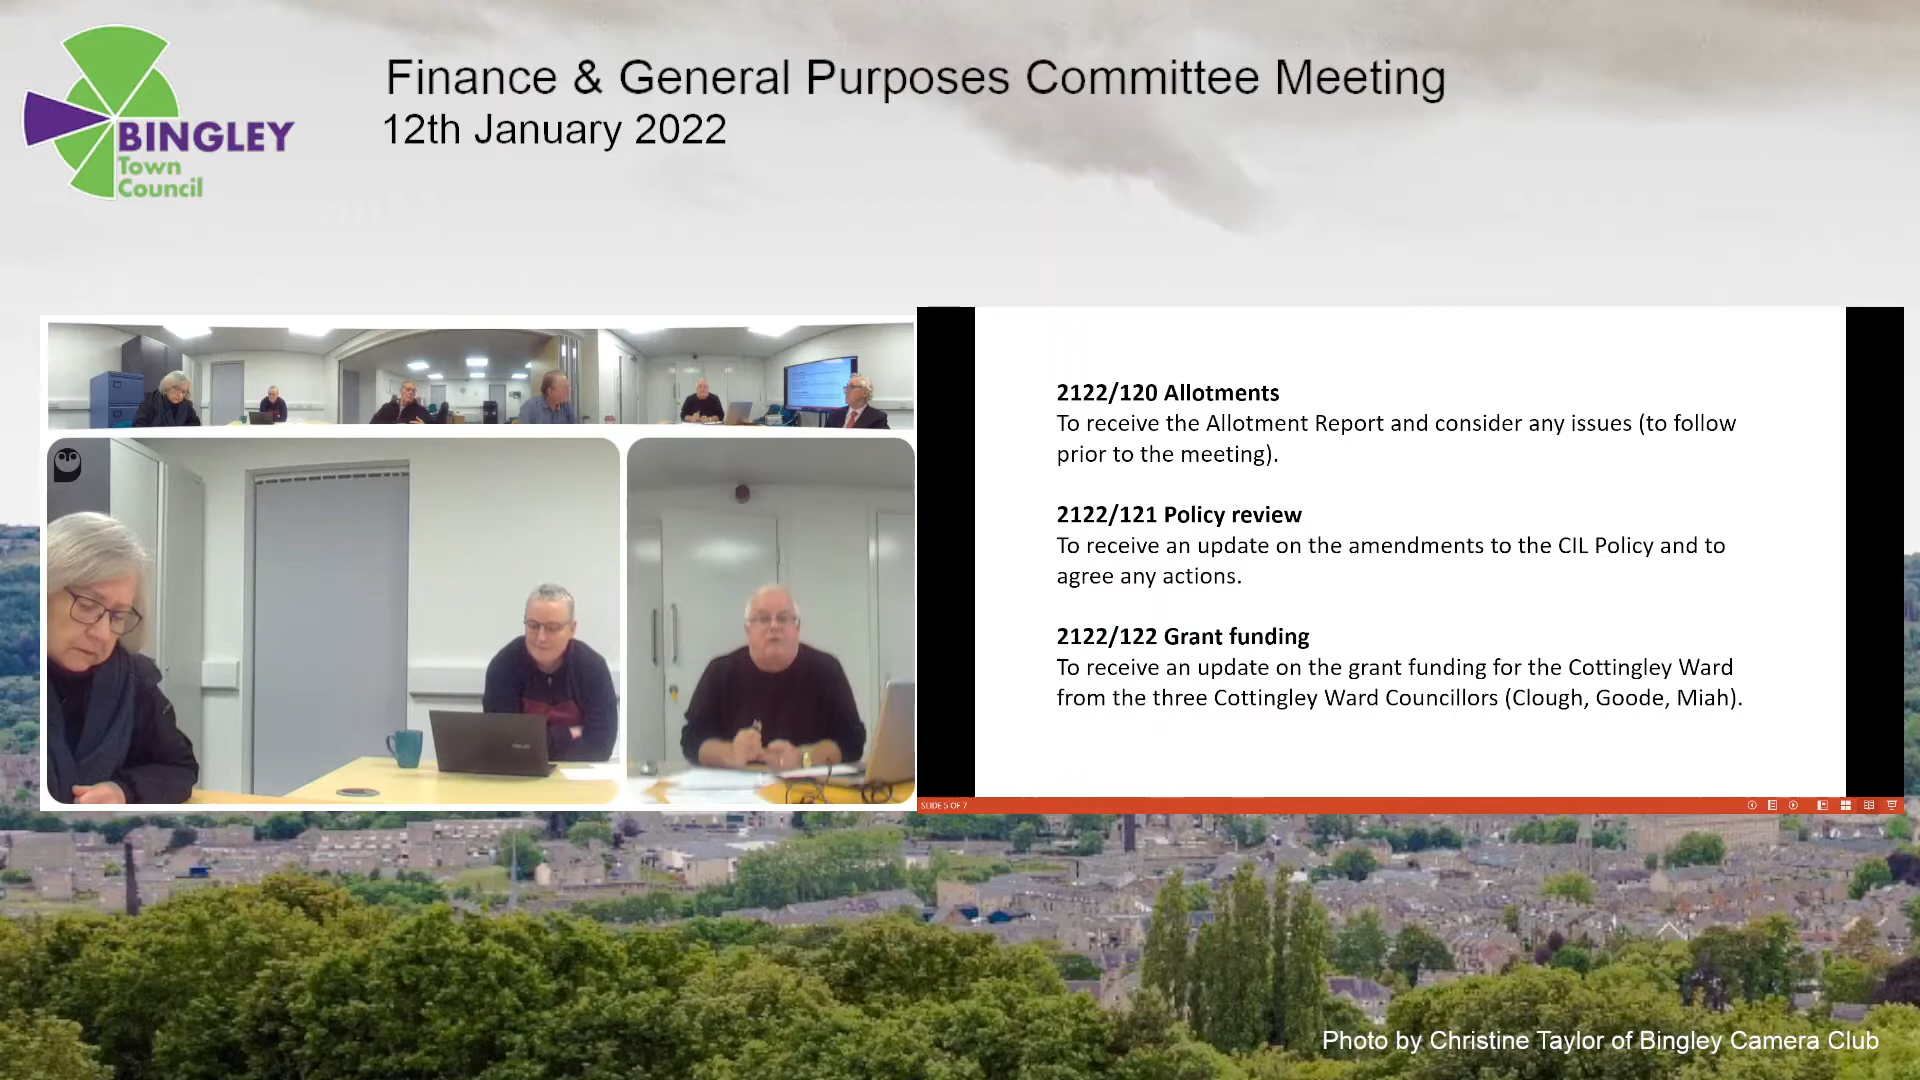 BINGLEY
Town
Council
Finance & General Purposes Committee Meeting
12th January 2022
2122/120 Allotments
To receive the Allotment Report and consider any issues (to follow
prior to the meeting).
2122/121 Policy review
To receive an update on the amendments to the CIL Policy and to
agree any actions.
2122/122 Grant funding
To receive an update on the grant funding for the Cottingley Ward
from the three Cottingley Ward Councillors (Clough, Goode, Miah).
SLIDE 5 OF 7
Photo by Christine Taylor of Bingley Camera Club